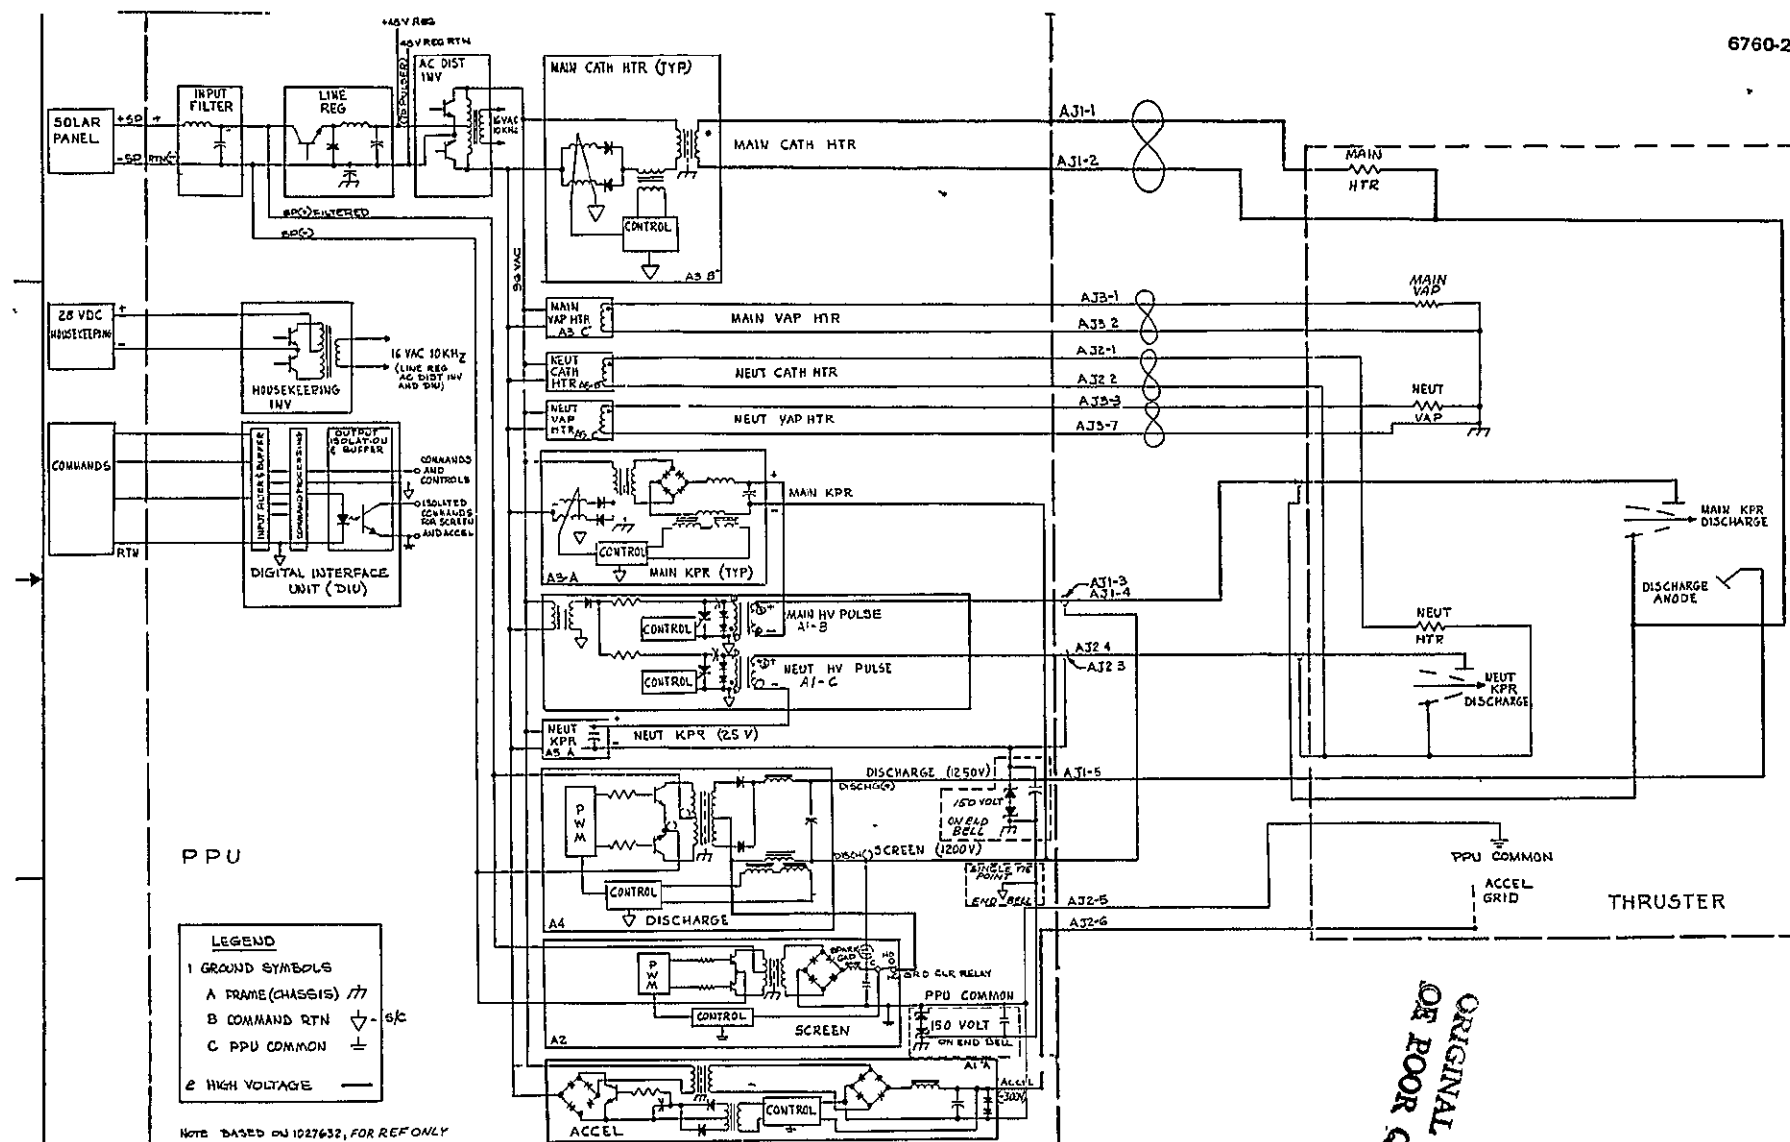 6760-2
+48V REG
48V REG RTN
(TO PULSER)
SOLAR PANEL
+SP +
-SP RTN(-)
INPUT FILTER
LINE REG
AC DIST INV
16 VAC 10KHZ
SP(+) FILTERED
SP(-)
MAIN CATH HTR (TYP)
CONTROL
A3 B
MAIN CATH HTR
AJ1-1
AJ1-2
MAIN HTR
28 VDC HOUSEKEEPING
+
-
HOUSEKEEPING INV
16 VAC 10KHZ
(LINE REG
AC DIST INV
AND DIU)
MAIN VAP HTR
A3 C
MAIN VAP HTR
AJ3-1
AJ3 2
MAIN VAP
NEUT CATH HTR
NEUT CATH HTR
AJ2-1
AJ2 2
NEUT VAP HTR
NEUT VAP HTR
AJ3-3
AJ3-7
NEUT VAP
COMMANDS
RTN
INPUT FILTER & BUFFER
COMMAND PROCESSING
OUTPUT ISOLATION & BUFFER
COMMANDS AND CONTROLS
ISOLATED COMMANDS FOR SCREEN AND ACCEL
DIGITAL INTERFACE UNIT (DIU)
+
-
MAIN KPR
CONTROL
A3-A
MAIN KPR (TYP)
MAIN KPR DISCHARGE
AJ1-3
AJ1-4
DISCHARGE ANODE
CONTROL
MAIN HV PULSE
A1-B
CONTROL
NEUT HV PULSE
A1-C
AJ2 4
AJ2 3
NEUT HTR
NEUT KPR DISCHARGE
NEUT KPR
A5 A
+
-
NEUT KPR (25 V)
DISCHARGE (1250V)
DISCHG(+)
AJ1-5
PWM
CONTROL
A4
DISCHARGE
150 VOLT
ON END BELL
DISCH(-)
SCREEN (1200V)
SINGLE TIE POINT
END BELL
PPU COMMON
AJ2-5
AJ2-6
ACCEL GRID
THRUSTER
PPU
PWM
CONTROL
A2
SCREEN
SPARK GAP
C
NO
GRD CLR RELAY
PPU COMMON
150 VOLT
ON END BELL
A1-A
CONTROL
ACCEL
ACCEL
-300V
LEGEND
1 GROUND SYMBOLS
A FRAME (CHASSIS)
B COMMAND RTN - S/C
C PPU COMMON
2 HIGH VOLTAGE
NOTE BASED ON 1027632, FOR REF ONLY
ORIGINAL
OF POOR